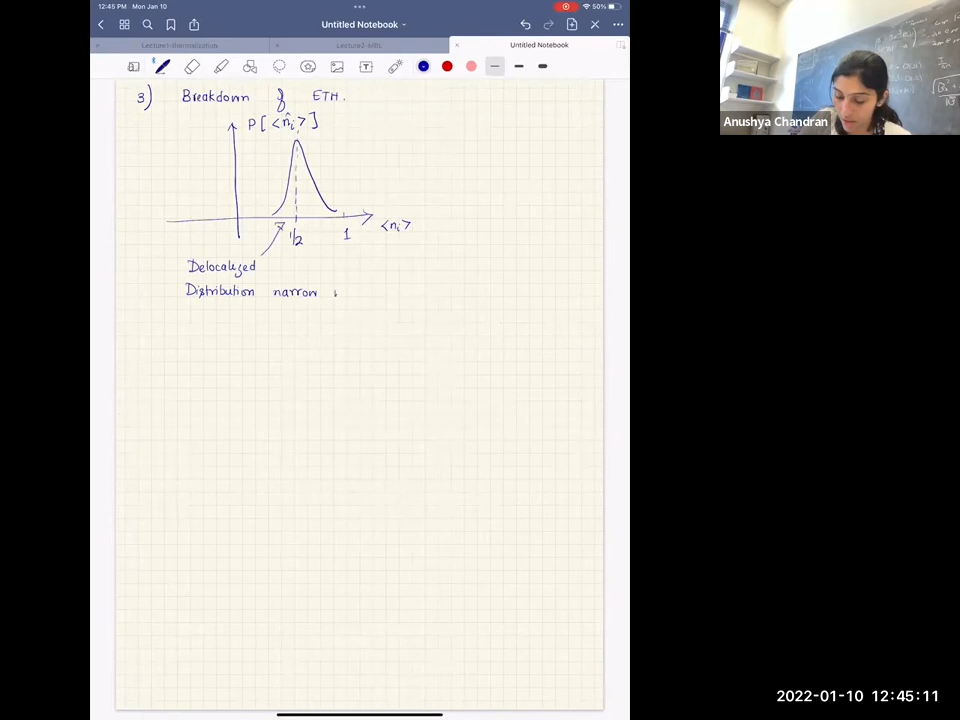 12:45 PM Mon Jan 10
50%
Untitled Notebook
Lecture1-thermalization
Lecture2-MBL
Untitled Notebook
3) Breakdown of ETH.
P[<n̂i>]
1/2
1
<ni>
Delocalized
Distribution narrow
Anushya Chandran
2022-01-10 12:45:11